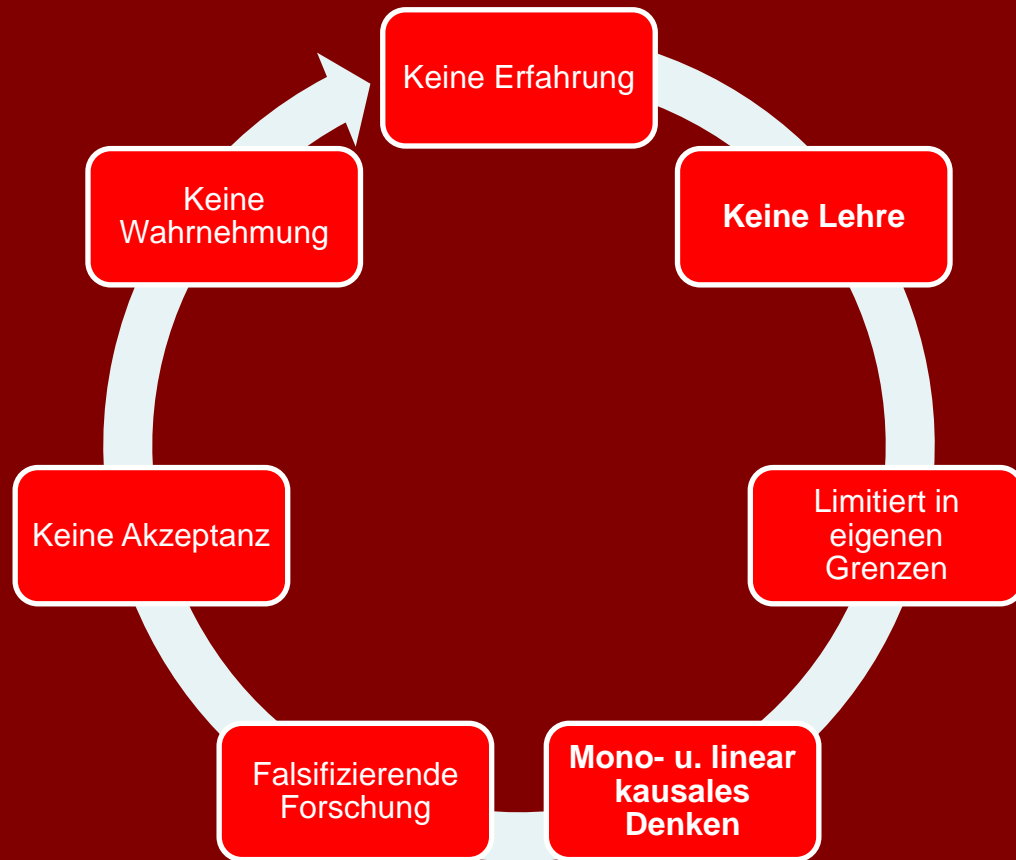 Keine Erfahrung
Keine Lehre
Limitiert in
eigenen
Grenzen
Mono- u. linear
kausales
Denken
Falsifizierende
Forschung
Keine Akzeptanz
Keine
Wahrnehmung